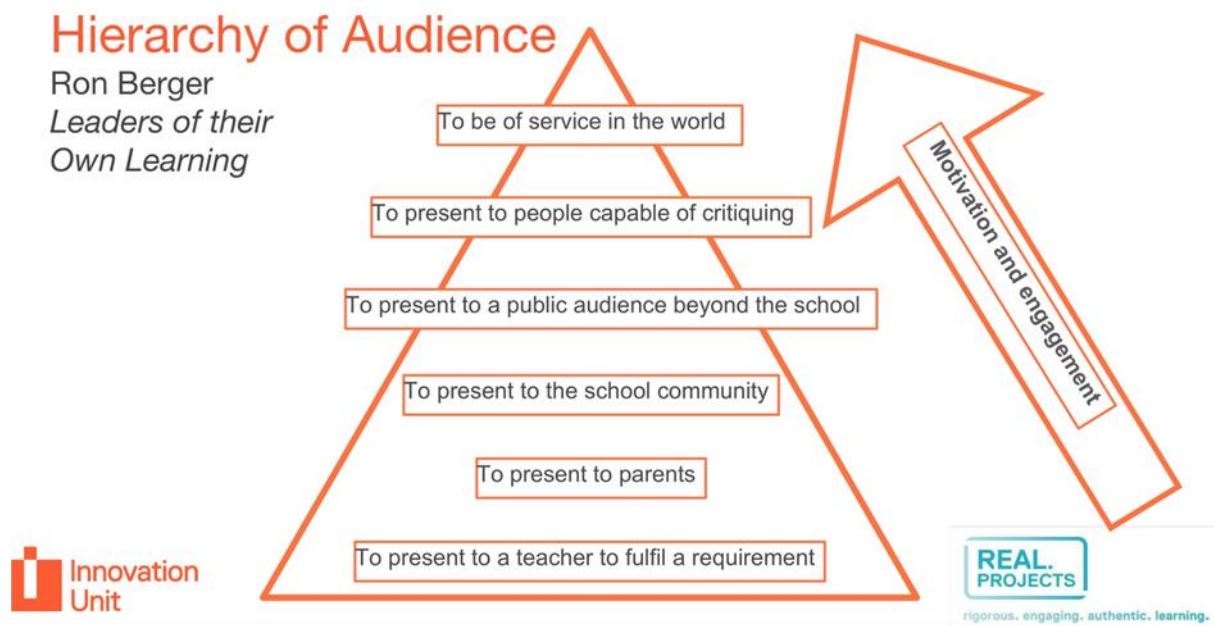 Hierarchy of Audience
Ron Berger
Leaders of their
Own Learning
To be of service in the world
To present to people capable of critiquing
To present to a public audience beyond the school
To present to the school community
To present to parents
To present to a teacher to fulfil a requirement
Motivation and engagement
Innovation
Unit
REAL.
PROJECTS
rigorous. engaging. authentic. learning.